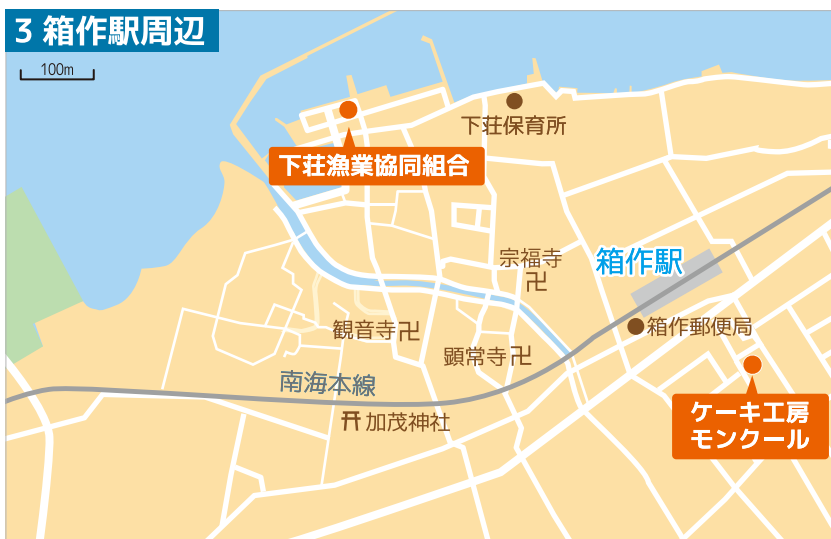 3 箱作駅周辺
100m
下荘保育所
下荘漁業協同組合
宗福寺
箱作駅
箱作郵便局
観音寺
顕常寺
南海本線
加茂神社
ケーキ工房
モンクール